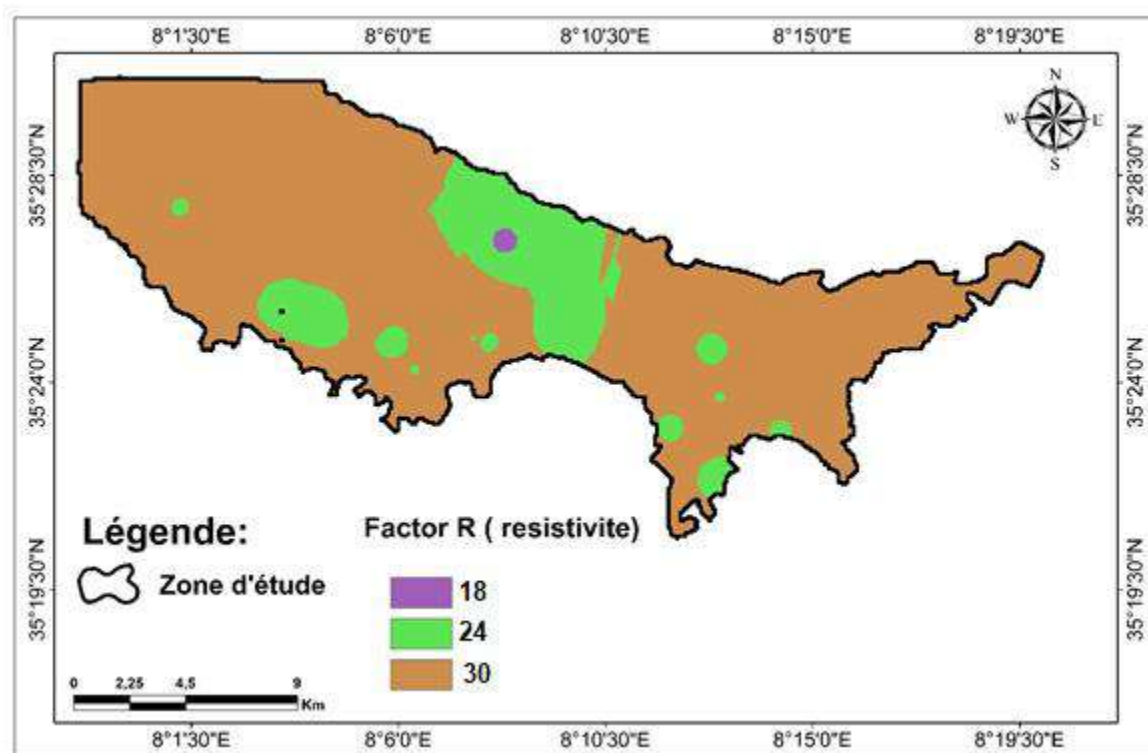 8°1'30"E 8°6'0"E 8°10'30"E 8°15'0"E 8°19'30"E
N
W E
S
35°28'30"N 35°28'30"N
35°24'0"N 35°24'0"N
35°19'30"N 35°19'30"N
Légende:
Zone d'étude
Factor R ( resistivite)
18
24
30
0 2,25 4,5 9
Km
8°1'30"E 8°6'0"E 8°10'30"E 8°15'0"E 8°19'30"E